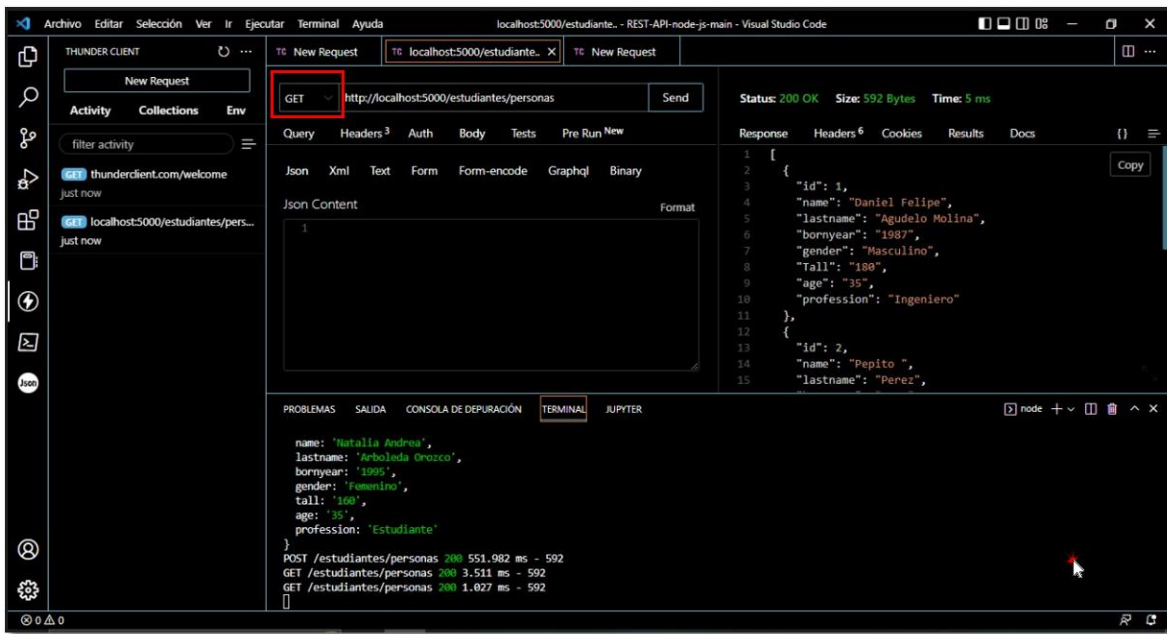 Archivo Editar Selección Ver Ir Ejecutar Terminal Ayuda
localhost:5000/estudiante.. - REST-API-node-js-main - Visual Studio Code
THUNDER CLIENT
New Request
Activity Collections Env
filter activity
GET thunderclient.com/welcome
just now
GET localhost:5000/estudiantes/pers...
just now
Json
TC New Request TC localhost:5000/estudiante.. X TC New Request
GET http://localhost:5000/estudiantes/personas Send
Query Headers 3 Auth Body Tests Pre Run New
Json Xml Text Form Form-encode Graphql Binary
Json Content Format
1
Status: 200 OK Size: 592 Bytes Time: 5 ms
Response Headers 6 Cookies Results Docs {}
Copy
1 [
2 {
3 "id": 1,
4 "name": "Daniel Felipe",
5 "lastname": "Agudelo Molina",
6 "bornyear": "1987",
7 "gender": "Masculino",
8 "Tall": "180",
9 "age": "35",
10 "profession": "Ingeniero"
11 },
12 {
13 "id": 2,
14 "name": "Pepito ",
15 "lastname": "Perez",
PROBLEMAS SALIDA CONSOLA DE DEPURACIÓN TERMINAL JUPYTER
node
name: 'Natalia Andrea',
lastname: 'Arboleda Orozco',
bornyear: '1995',
gender: 'Femenino',
tall: '160',
age: '35',
profession: 'Estudiante'
}
POST /estudiantes/personas 200 551.982 ms - 592
GET /estudiantes/personas 200 3.511 ms - 592
GET /estudiantes/personas 200 1.027 ms - 592
0 0